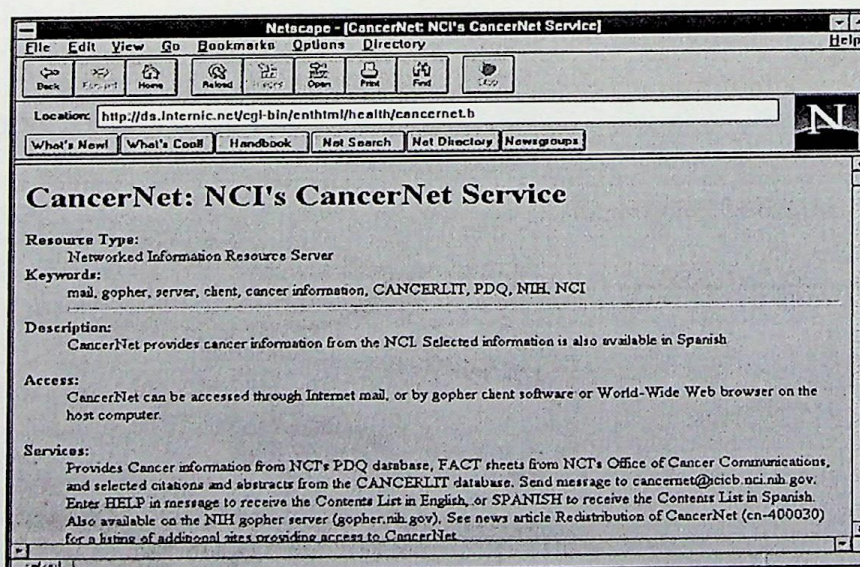 Netscape - [CancerNet: NCI's CancerNet Service]
File Edit View Go Bookmarks Options Directory Help
Back Forward Home Reload Images Open Print Find Stop
Location: http://ds.internic.net/cgi-bin/enthtml/health/cancernet.b
N
What's New! What's Cool! Handbook Net Search Net Directory Newsgroups
CancerNet: NCI's CancerNet Service
Resource Type:
Networked Information Resource Server
Keywords:
mail, gopher, server, client, cancer information, CANCERLIT, PDQ, NIH, NCI
Description:
CancerNet provides cancer information from the NCI. Selected information is also available in Spanish
Access:
CancerNet can be accessed through Internet mail, or by gopher client software or World-Wide Web browser on the
host computer.
Services:
Provides Cancer information from NCI's PDQ database, FACT sheets from NCI's Office of Cancer Communications,
and selected citations and abstracts from the CANCERLIT database. Send message to cancernet@icicb.nci.nih.gov.
Enter HELP in message to receive the Contents List in English, or SPANISH to receive the Contents List in Spanish.
Also available on the NIH gopher server (gopher.nih.gov). See news article Redistribution of CancerNet (cn-400030)
for a listing of additional sites providing access to CancerNet